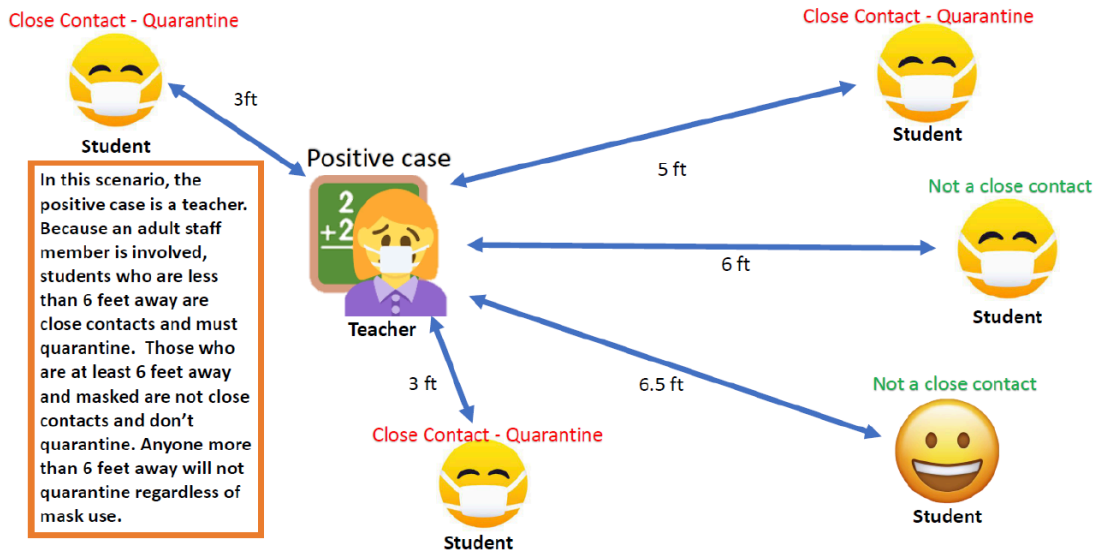 Close Contact - Quarantine
3ft
Student
In this scenario, the
positive case is a teacher.
Because an adult staff
member is involved,
students who are less
than 6 feet away are
close contacts and must
quarantine.  Those who
are at least 6 feet away
and masked are not close
contacts and don’t
quarantine. Anyone more
than 6 feet away will not
quarantine regardless of
mask use.
Positive case
2
+2
Teacher
Close Contact - Quarantine
Student
5 ft
Not a close contact
6 ft
Student
6.5 ft
Not a close contact
Student
3 ft
Close Contact - Quarantine
Student